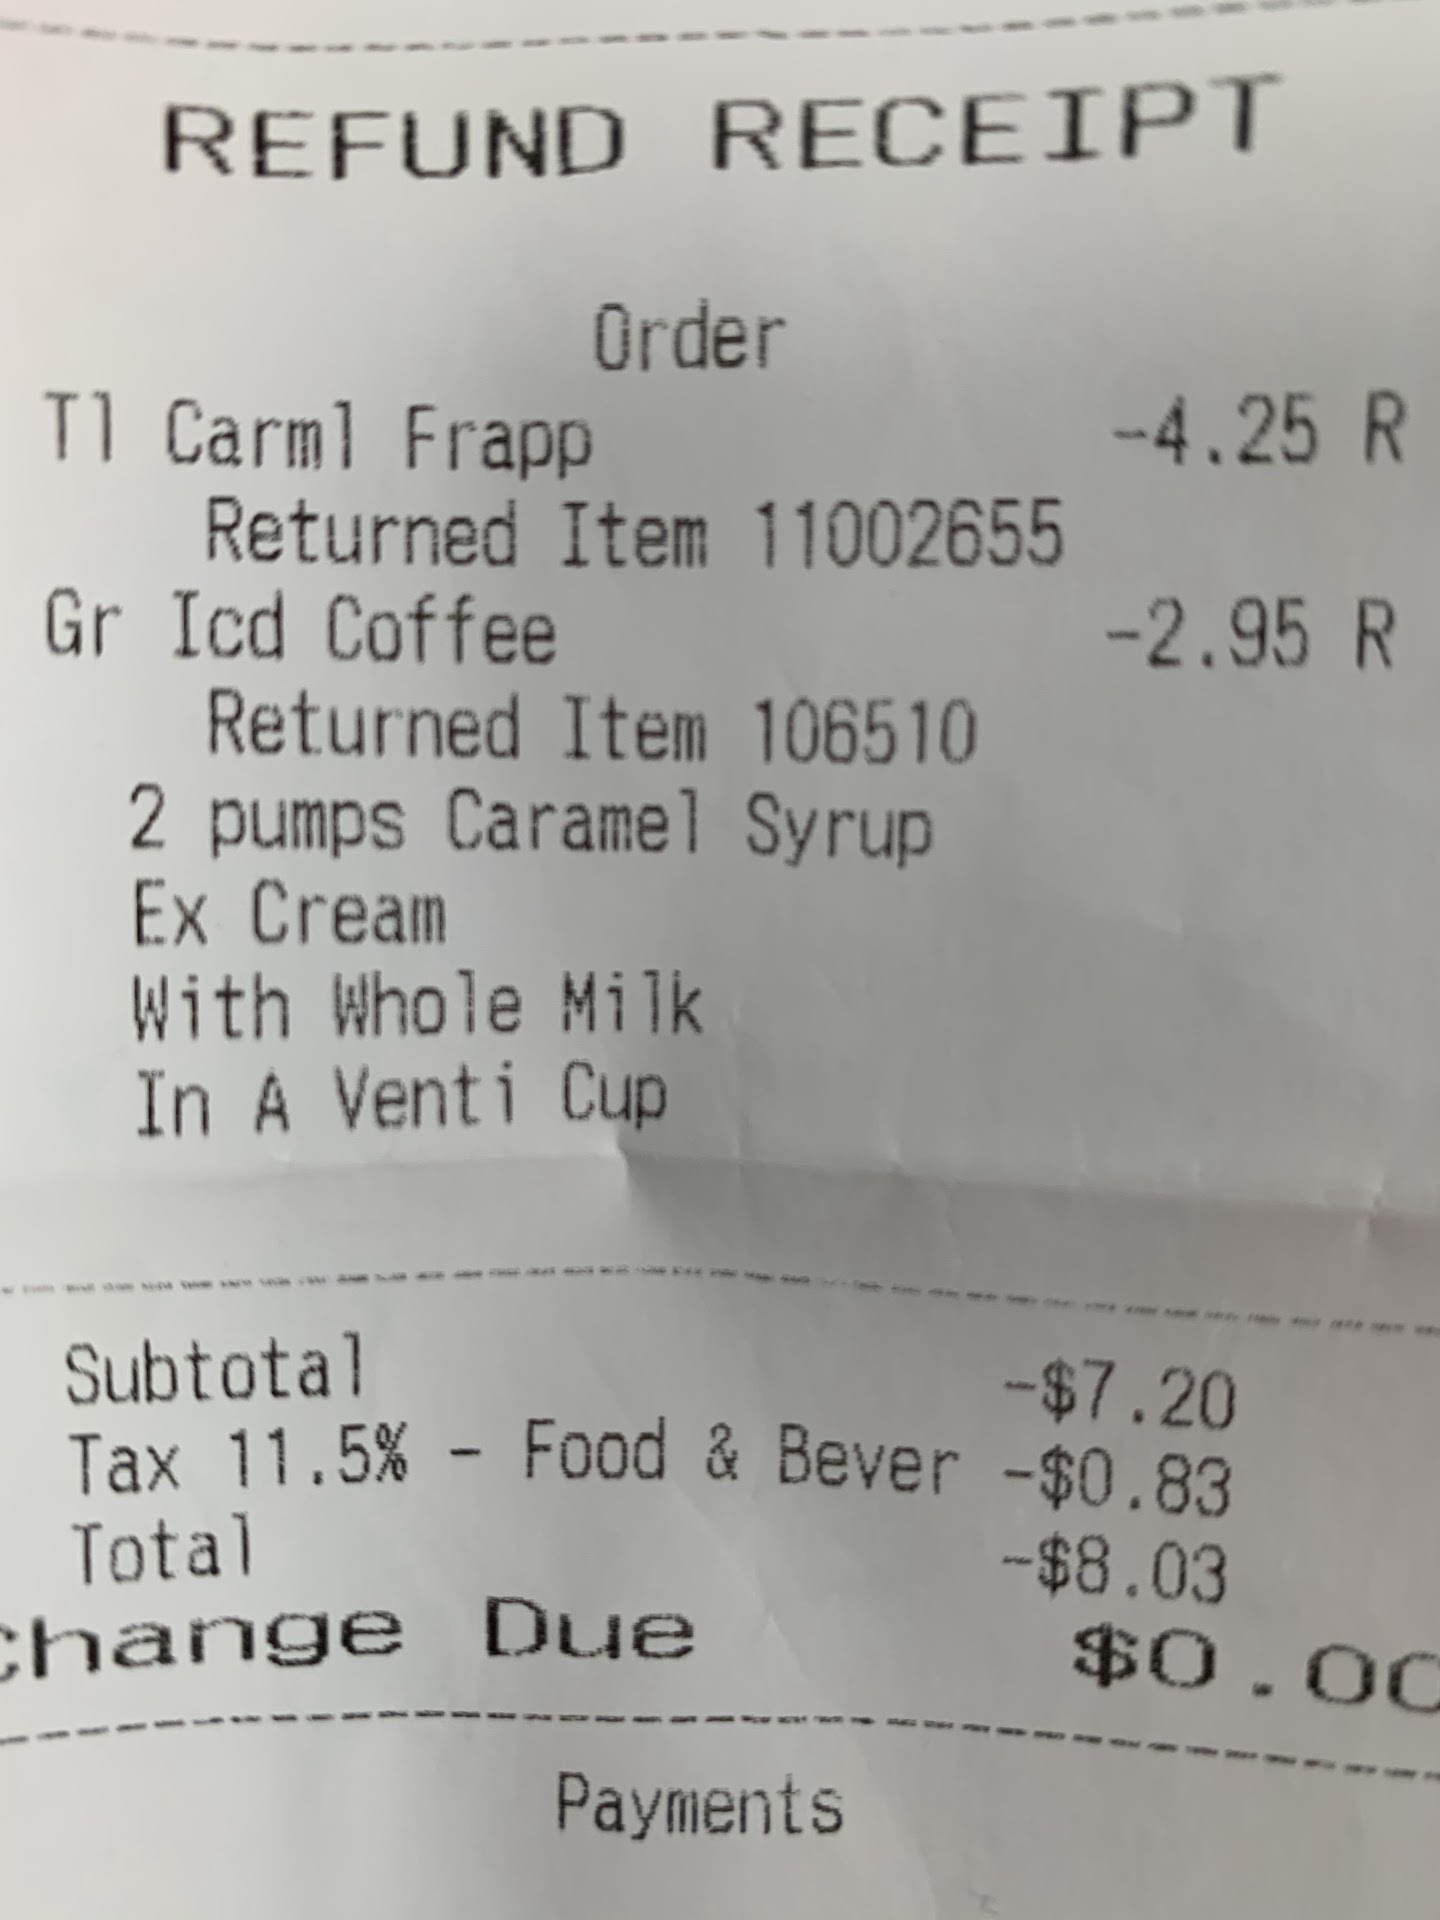 REFUND RECEIPT
Order
Tl Carml Frapp -4.25 R
Returned Item 11002655
Gr Icd Coffee -2.95 R
Returned Item 106510
2 pumps Caramel Syrup
Ex Cream
With Whole Milk
In A Venti Cup
Subtotal -$7.20
Tax 11.5% - Food & Bever -$0.83
Total -$8.03
Change Due $0.00
Payments